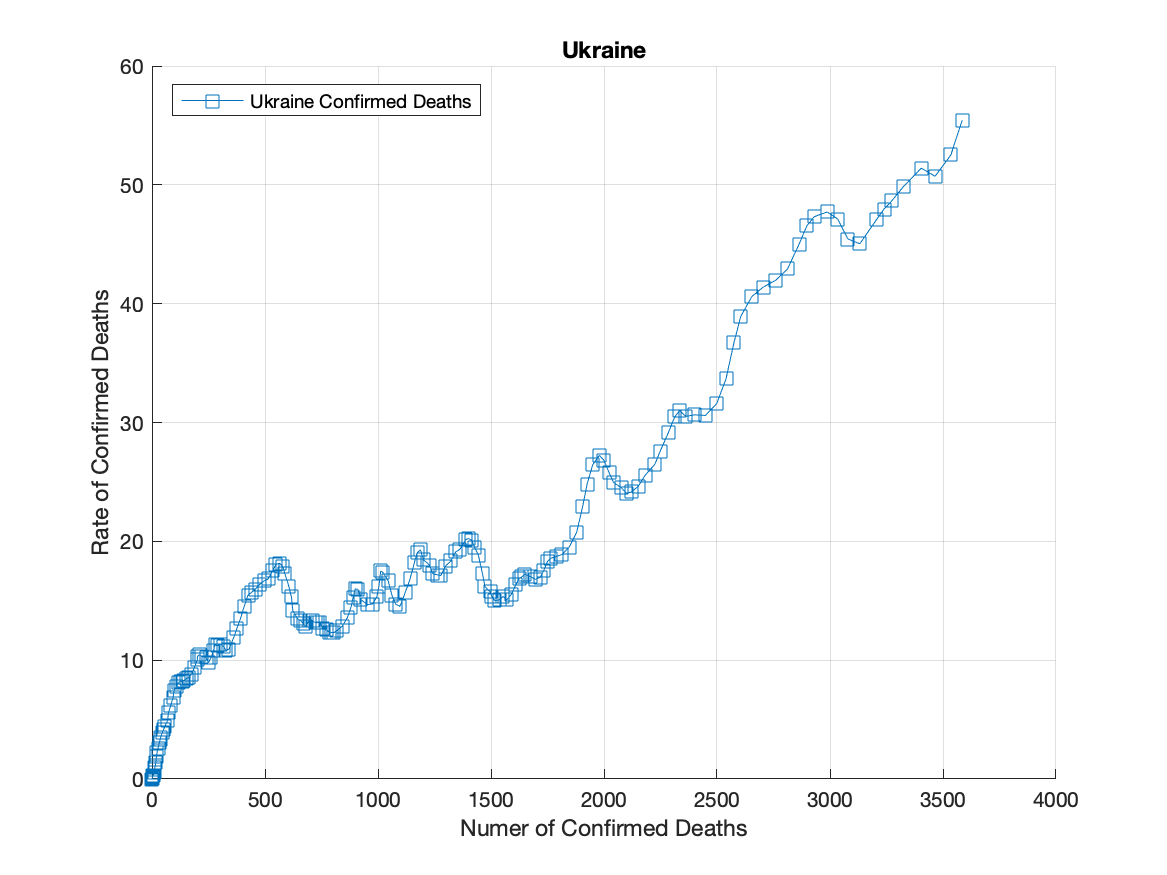 Ukraine
Ukraine Confirmed Deaths
60
50
40
30
20
10
0
Rate of Confirmed Deaths
0 500 1000 1500 2000 2500 3000 3500 4000
Numer of Confirmed Deaths